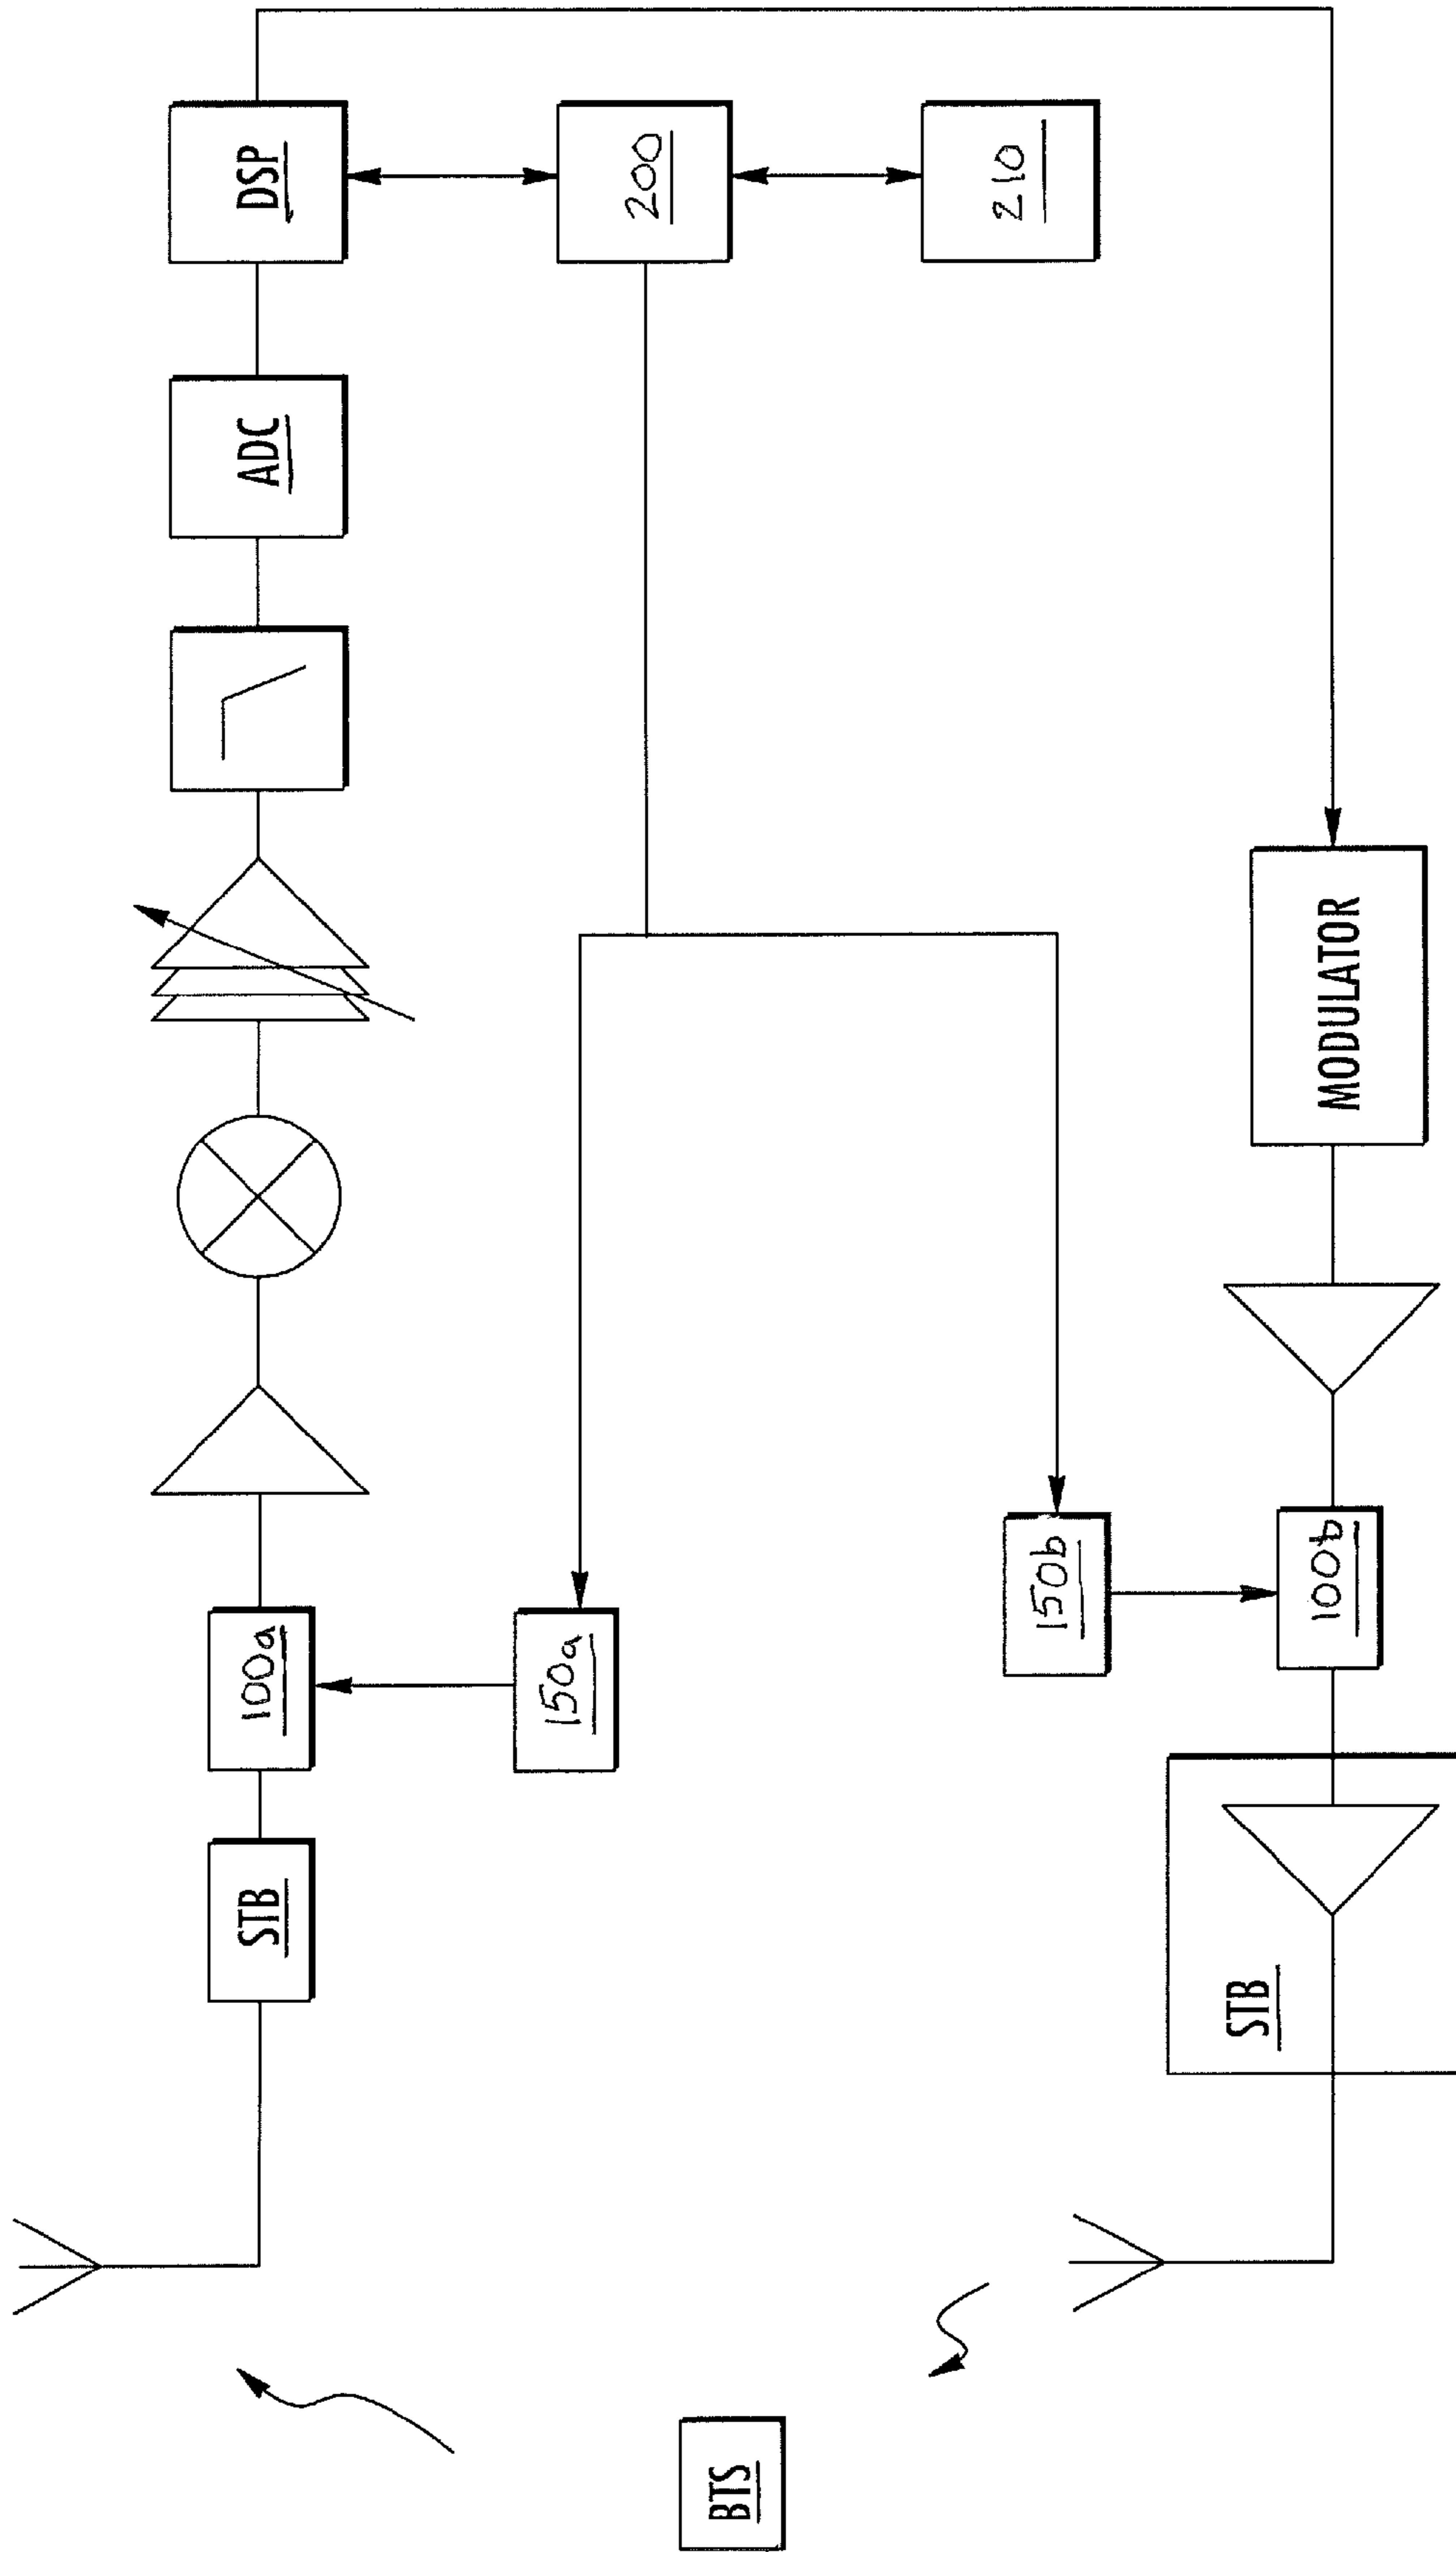 DSP
200
210
ADC
MODULATOR
100a
150a
150b
100b
STB
STB
BTS